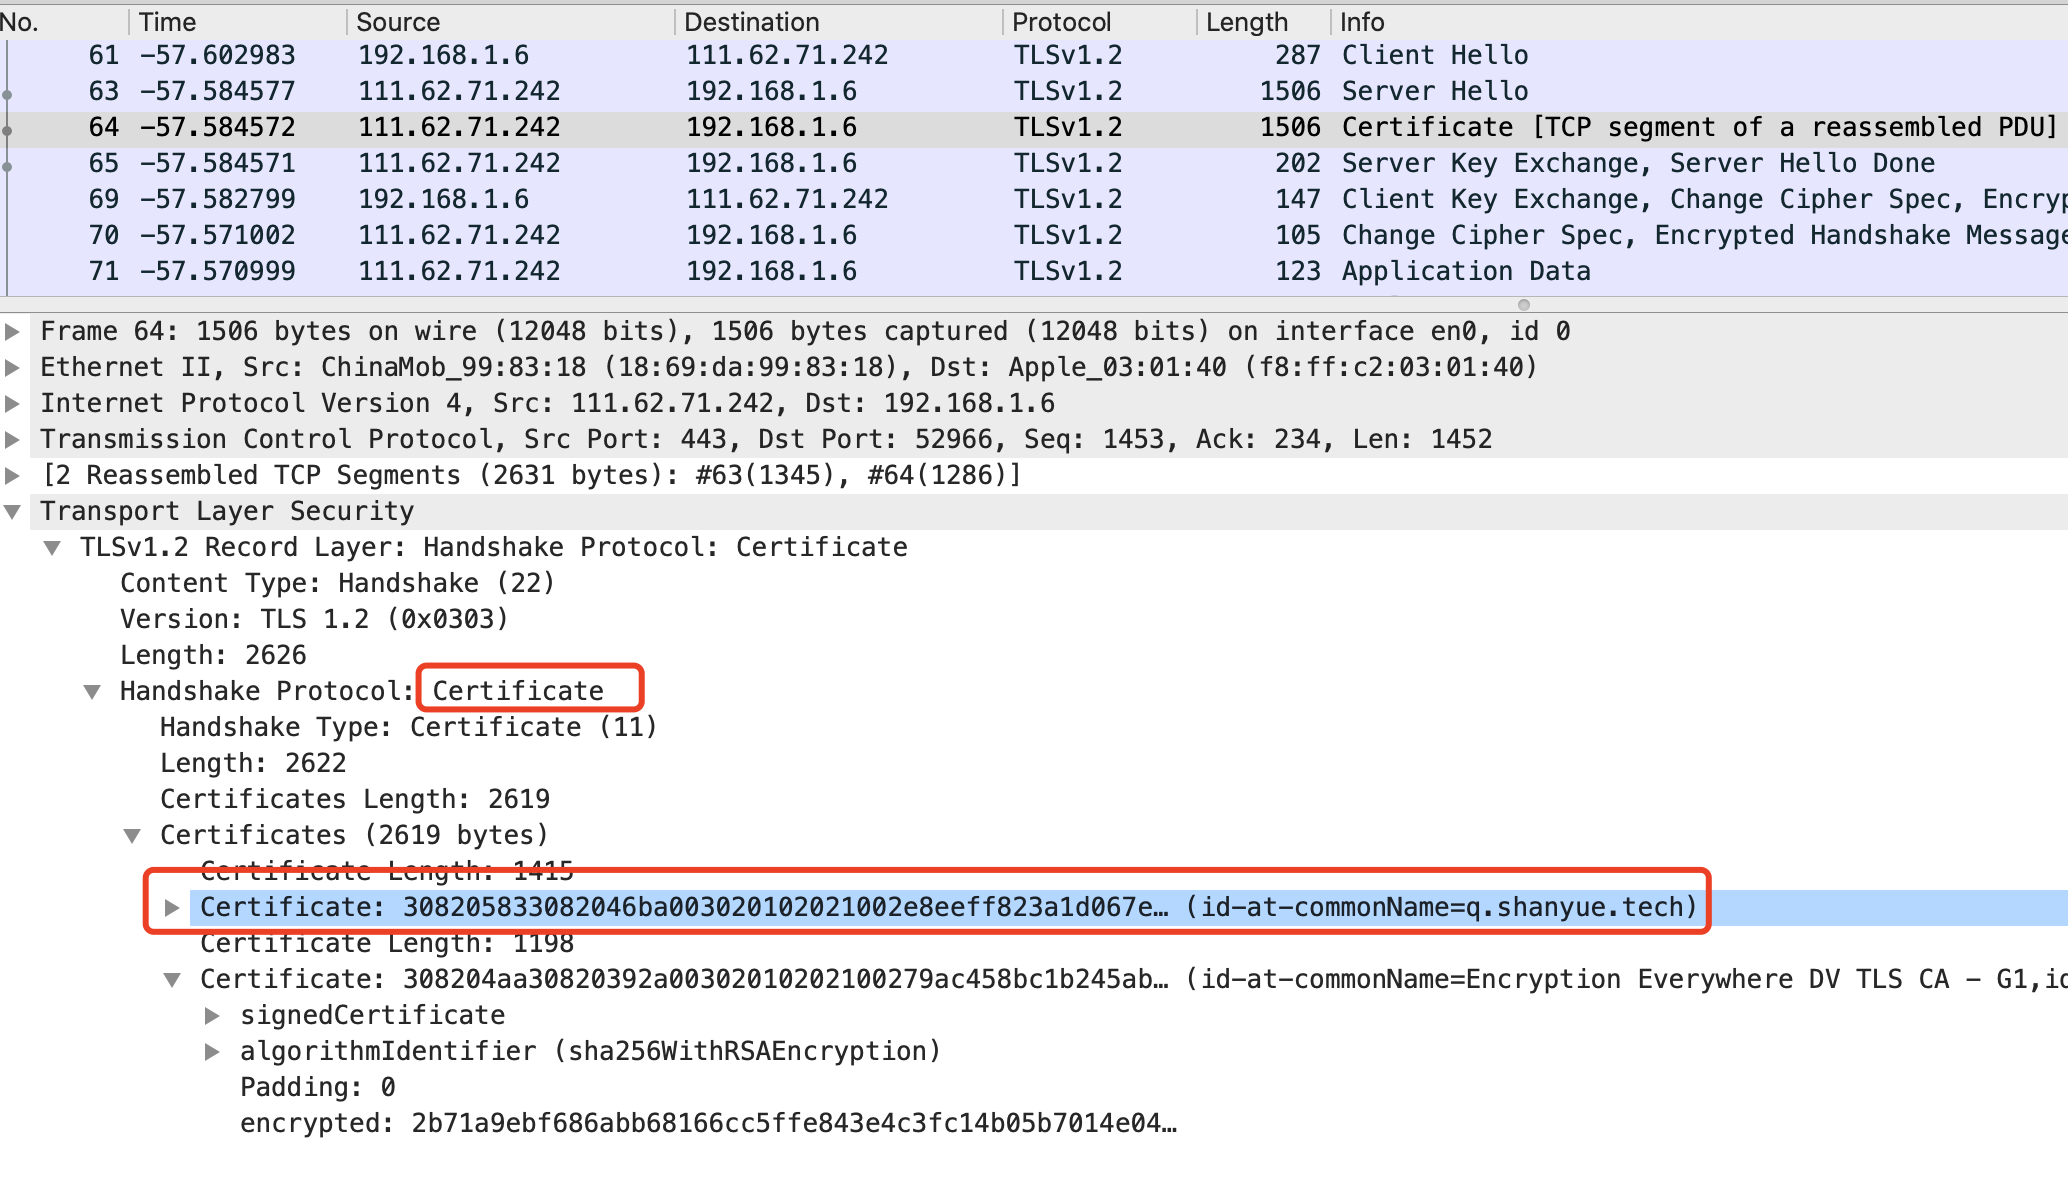 No. Time Source Destination Protocol Length Info
61 -57.602983 192.168.1.6 111.62.71.242 TLSv1.2 287 Client Hello
63 -57.584577 111.62.71.242 192.168.1.6 TLSv1.2 1506 Server Hello
64 -57.584572 111.62.71.242 192.168.1.6 TLSv1.2 1506 Certificate [TCP segment of a reassembled PDU]
65 -57.584571 111.62.71.242 192.168.1.6 TLSv1.2 202 Server Key Exchange, Server Hello Done
69 -57.582799 192.168.1.6 111.62.71.242 TLSv1.2 147 Client Key Exchange, Change Cipher Spec, Encryp
70 -57.571002 111.62.71.242 192.168.1.6 TLSv1.2 105 Change Cipher Spec, Encrypted Handshake Message
71 -57.570999 111.62.71.242 192.168.1.6 TLSv1.2 123 Application Data
Frame 64: 1506 bytes on wire (12048 bits), 1506 bytes captured (12048 bits) on interface en0, id 0
Ethernet II, Src: ChinaMob_99:83:18 (18:69:da:99:83:18), Dst: Apple_03:01:40 (f8:ff:c2:03:01:40)
Internet Protocol Version 4, Src: 111.62.71.242, Dst: 192.168.1.6
Transmission Control Protocol, Src Port: 443, Dst Port: 52966, Seq: 1453, Ack: 234, Len: 1452
[2 Reassembled TCP Segments (2631 bytes): #63(1345), #64(1286)]
Transport Layer Security
TLSv1.2 Record Layer: Handshake Protocol: Certificate
Content Type: Handshake (22)
Version: TLS 1.2 (0x0303)
Length: 2626
Handshake Protocol: Certificate
Handshake Type: Certificate (11)
Length: 2622
Certificates Length: 2619
Certificates (2619 bytes)
Certificate Length: 1415
Certificate: 308205833082046ba003020102021002e8eeff823a1d067e… (id-at-commonName=q.shanyue.tech)
Certificate Length: 1198
Certificate: 308204aa30820392a00302010202100279ac458bc1b245ab… (id-at-commonName=Encryption Everywhere DV TLS CA - G1,id
signedCertificate
algorithmIdentifier (sha256WithRSAEncryption)
Padding: 0
encrypted: 2b71a9ebf686abb68166cc5ffe843e4c3fc14b05b7014e04…